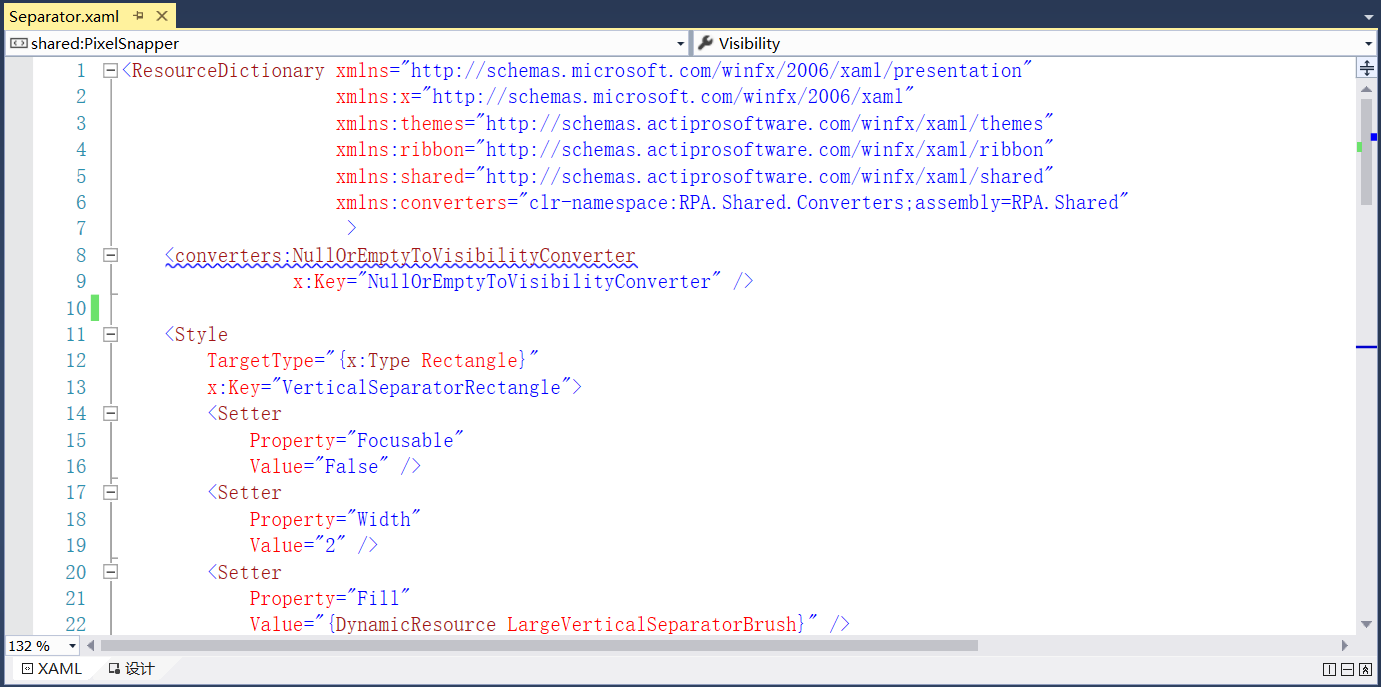 Separator.xaml
shared:PixelSnapper
Visibility
1 <ResourceDictionary xmlns="http://schemas.microsoft.com/winfx/2006/xaml/presentation"
2 xmlns:x="http://schemas.microsoft.com/winfx/2006/xaml"
3 xmlns:themes="http://schemas.actiprosoftware.com/winfx/xaml/themes"
4 xmlns:ribbon="http://schemas.actiprosoftware.com/winfx/xaml/ribbon"
5 xmlns:shared="http://schemas.actiprosoftware.com/winfx/xaml/shared"
6 xmlns:converters="clr-namespace:RPA.Shared.Converters;assembly=RPA.Shared"
7 >
8 <converters:NullOrEmptyToVisibilityConverter
9 x:Key="NullOrEmptyToVisibilityConverter" />
10
11 <Style
12 TargetType="{x:Type Rectangle}"
13 x:Key="VerticalSeparatorRectangle">
14 <Setter
15 Property="Focusable"
16 Value="False" />
17 <Setter
18 Property="Width"
19 Value="2" />
20 <Setter
21 Property="Fill"
22 Value="{DynamicResource LargeVerticalSeparatorBrush}" />
132 %
XAML 设计